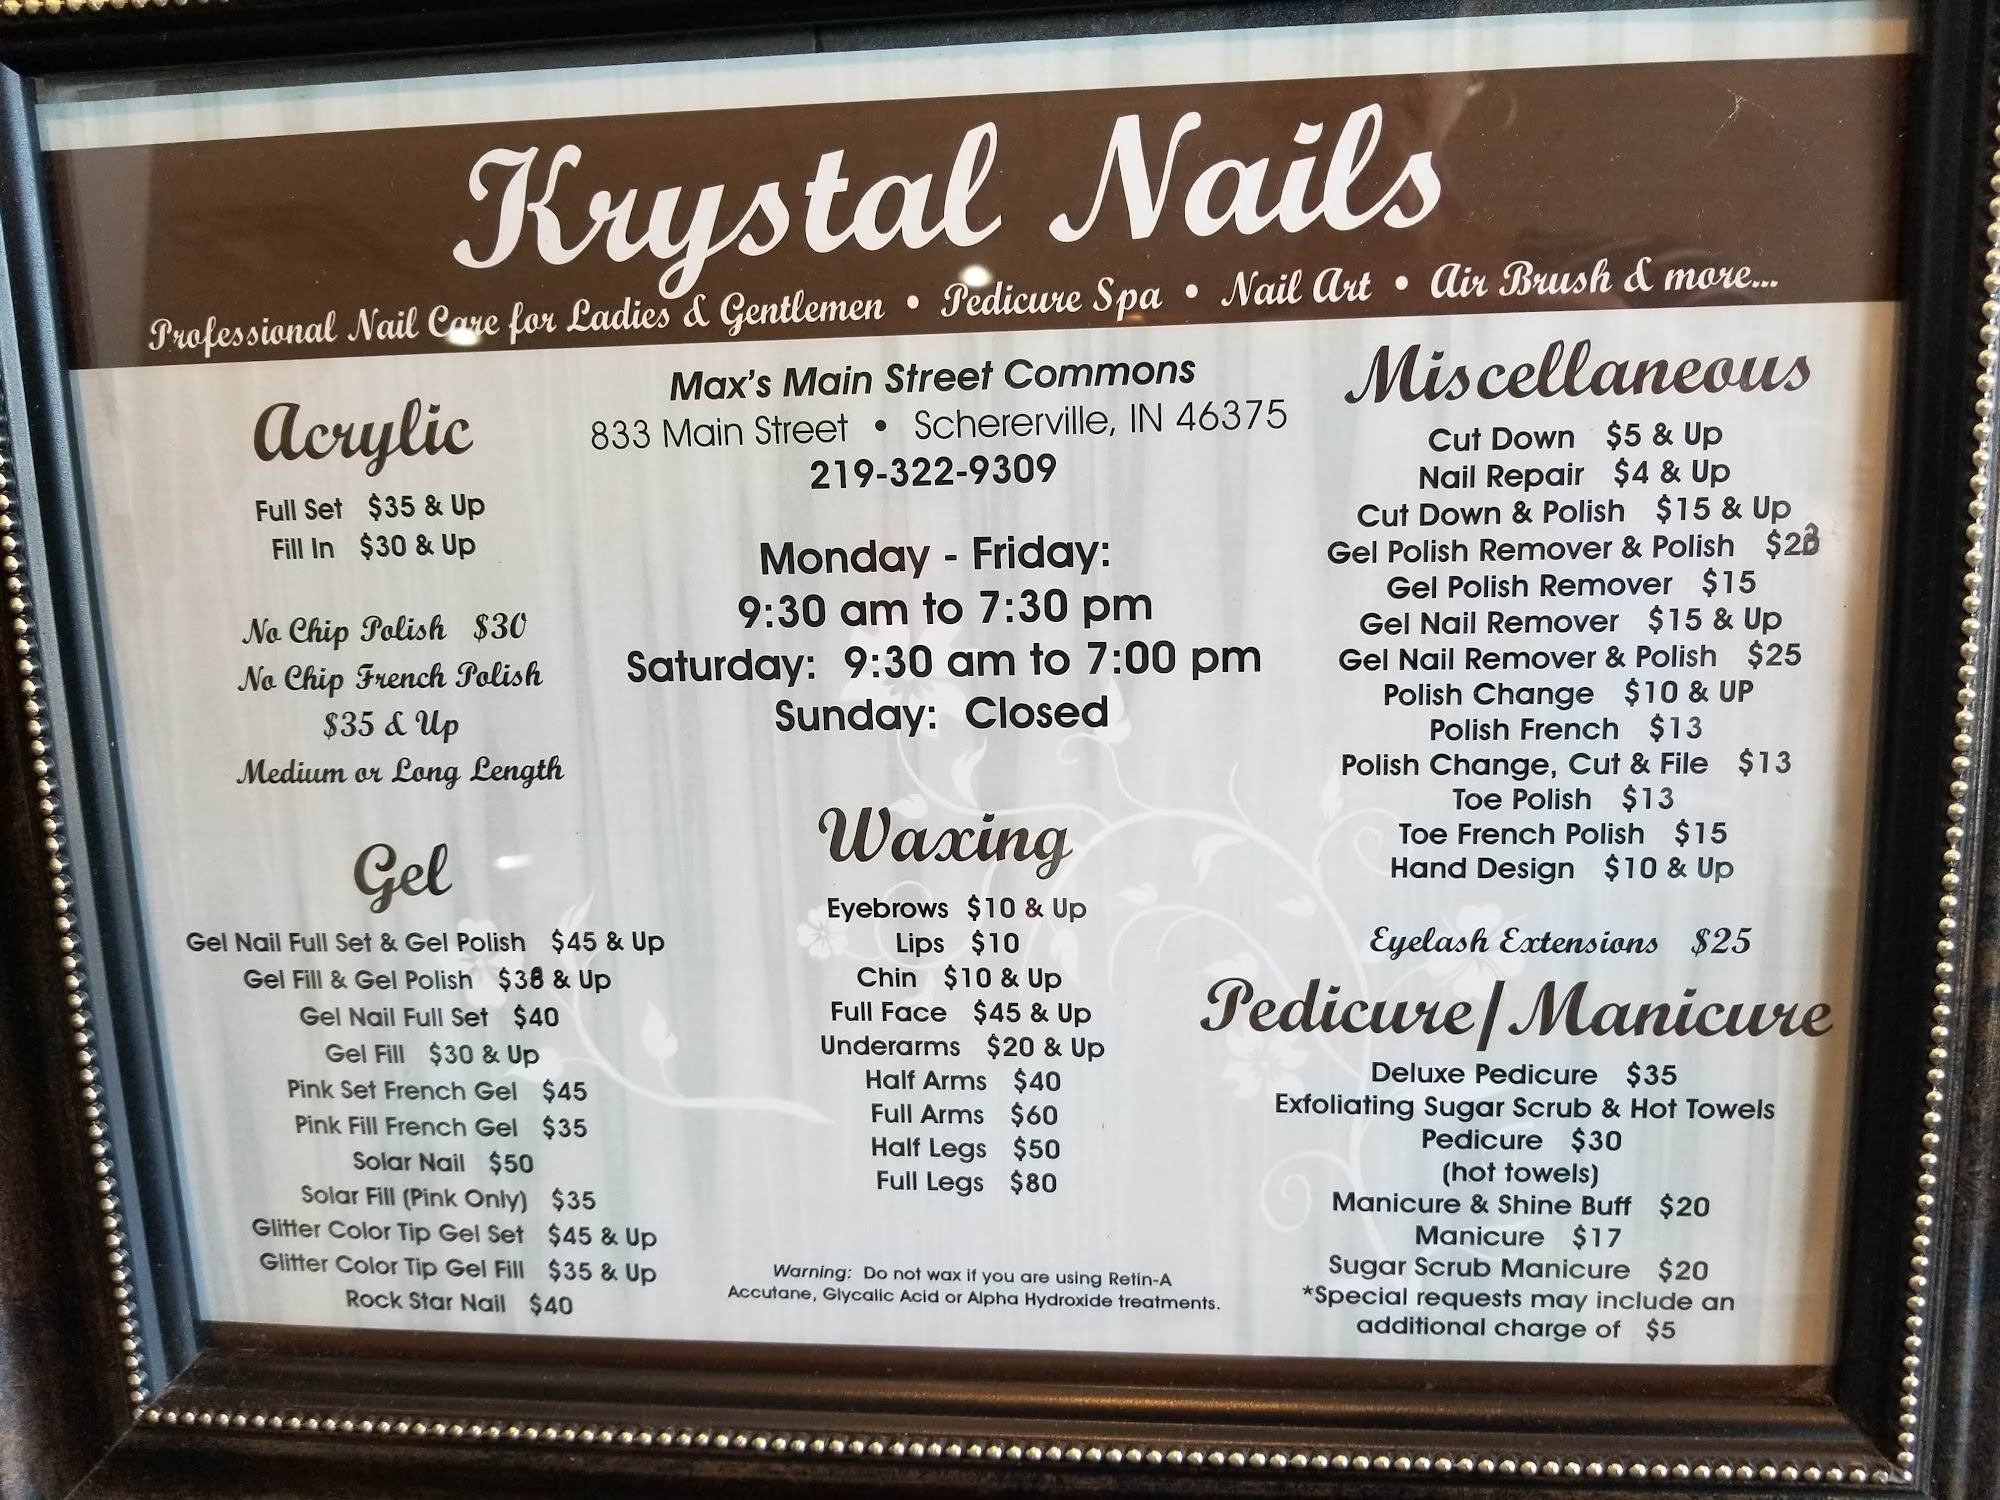 Krystal Nails
Professional Nail Care for Ladies & Gentlemen • Pedicure Spa • Nail Art • Air Brush & more...
Acrylic
Full Set $35 & Up
Fill In $30 & Up
No Chip Polish $30
No Chip French Polish
$35 & Up
Medium or Long Length
Gel
Gel Nail Full Set & Gel Polish $45 & Up
Gel Fill & Gel Polish $38 & Up
Gel Nail Full Set $40
Gel Fill $30 & Up
Pink Set French Gel $45
Pink Fill French Gel $35
Solar Nail $50
Solar Fill (Pink Only) $35
Glitter Color Tip Gel Set $45 & Up
Glitter Color Tip Gel Fill $35 & Up
Rock Star Nail $40
Max's Main Street Commons
833 Main Street • Schererville, IN 46375
219-322-9309
Monday - Friday:
9:30 am to 7:30 pm
Saturday: 9:30 am to 7:00 pm
Sunday: Closed
Waxing
Eyebrows $10 & Up
Lips $10
Chin $10 & Up
Full Face $45 & Up
Underarms $20 & Up
Half Arms $40
Full Arms $60
Half Legs $50
Full Legs $80
Warning: Do not wax if you are using Retin-A
Accutane, Glycalic Acid or Alpha Hydroxide treatments.
Miscellaneous
Cut Down $5 & Up
Nail Repair $4 & Up
Cut Down & Polish $15 & Up
Gel Polish Remover & Polish
Gel Polish Remover $15
Gel Nail Remover $15 & Up
Gel Nail Remover & Polish $25
Polish Change $10 & UP
Polish French $13
Polish Change, Cut & File $13
Toe Polish $13
Toe French Polish $15
Hand Design $10 & Up
Eyelash Extensions $25
Pedicure/Manicure
Deluxe Pedicure $35
Exfoliating Sugar Scrub & Hot Towels
Pedicure $30
(hot towels)
Manicure & Shine Buff $20
Manicure $17
Sugar Scrub Manicure $20
*Special requests may include an
additional charge of $5